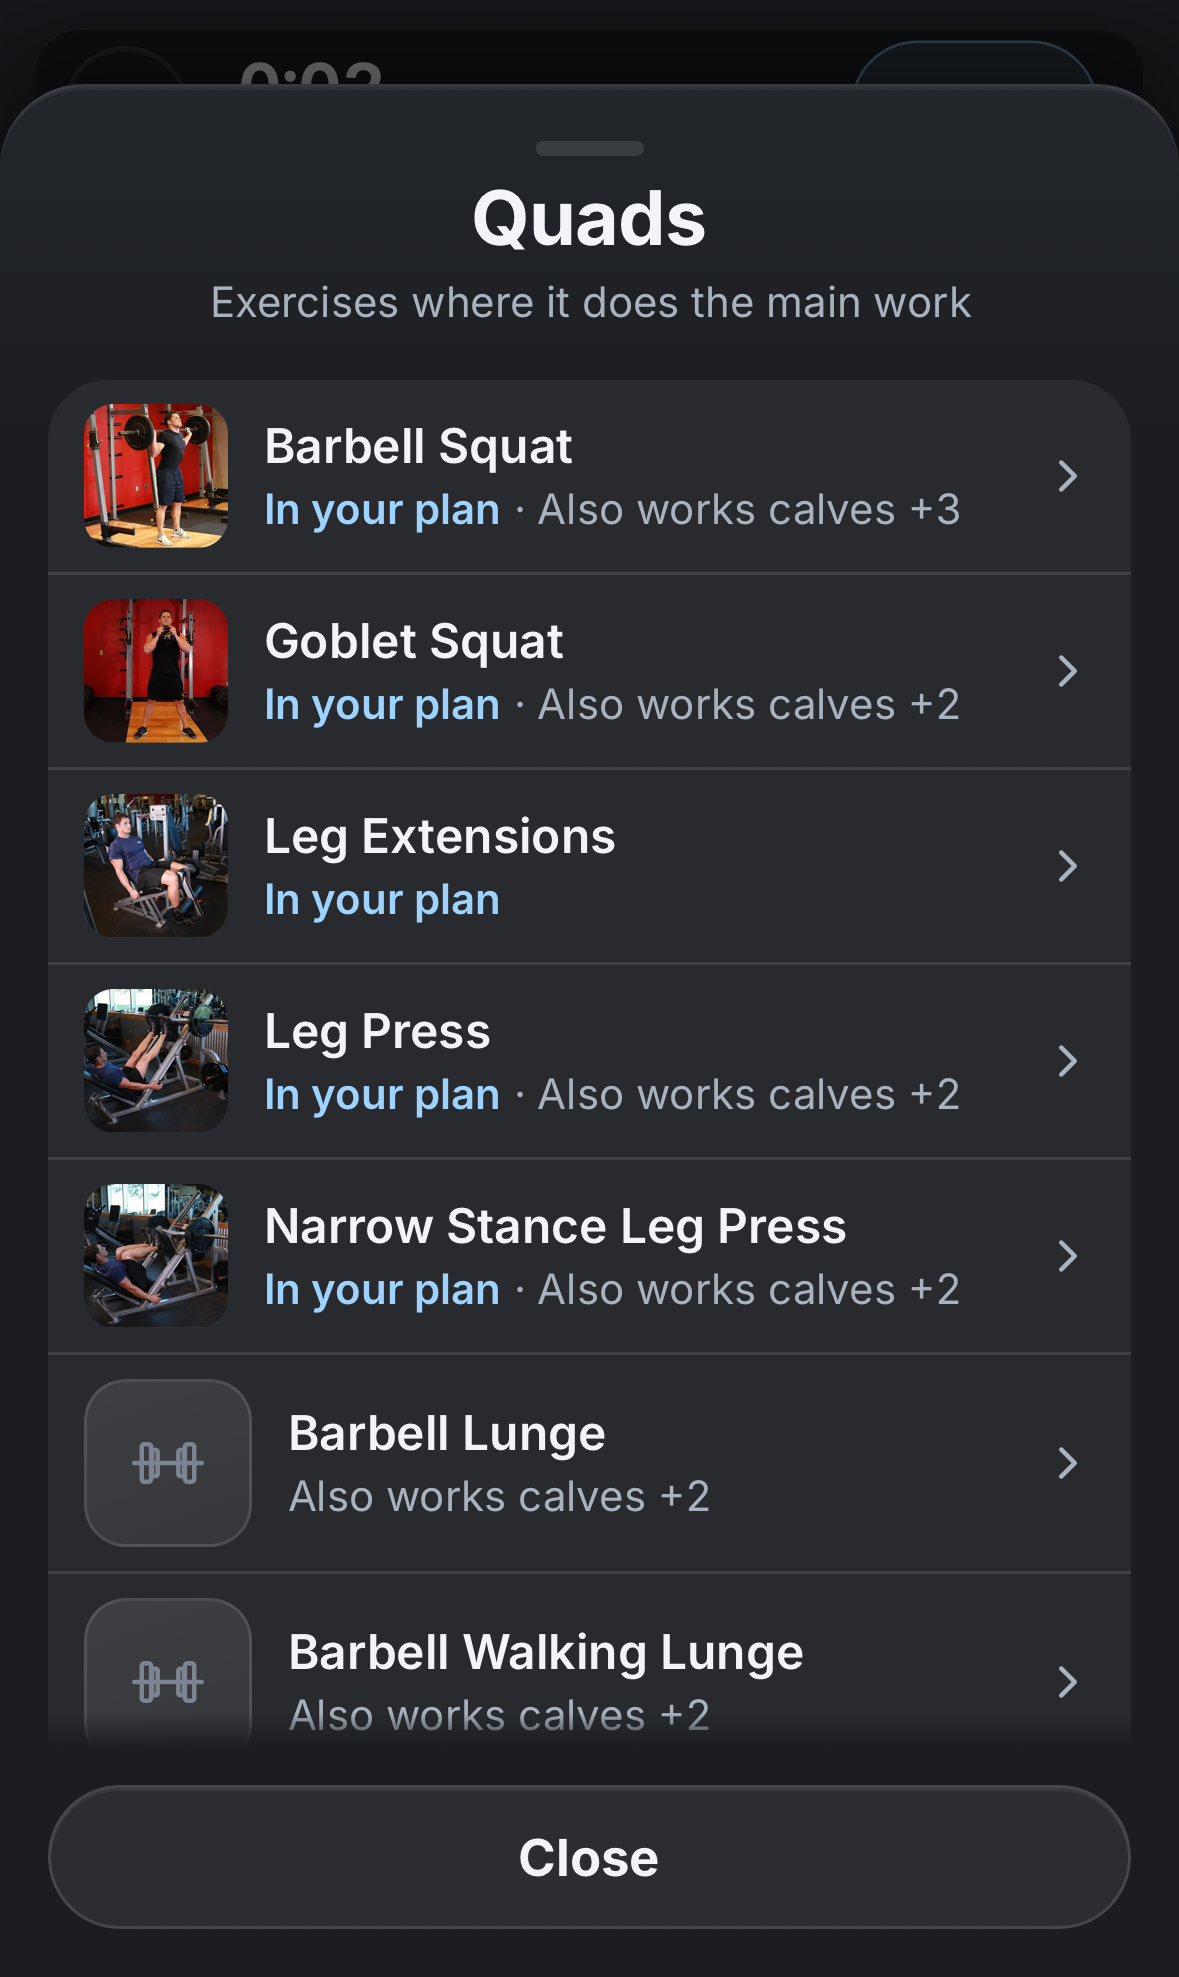 Quads
Exercises where it does the main work
Barbell Squat
In your plan · Also works calves +3
Goblet Squat
In your plan · Also works calves +2
Leg Extensions
In your plan
Leg Press
In your plan · Also works calves +2
Narrow Stance Leg Press
In your plan · Also works calves +2
Barbell Lunge
Also works calves +2
Barbell Walking Lunge
Also works calves +2
Close